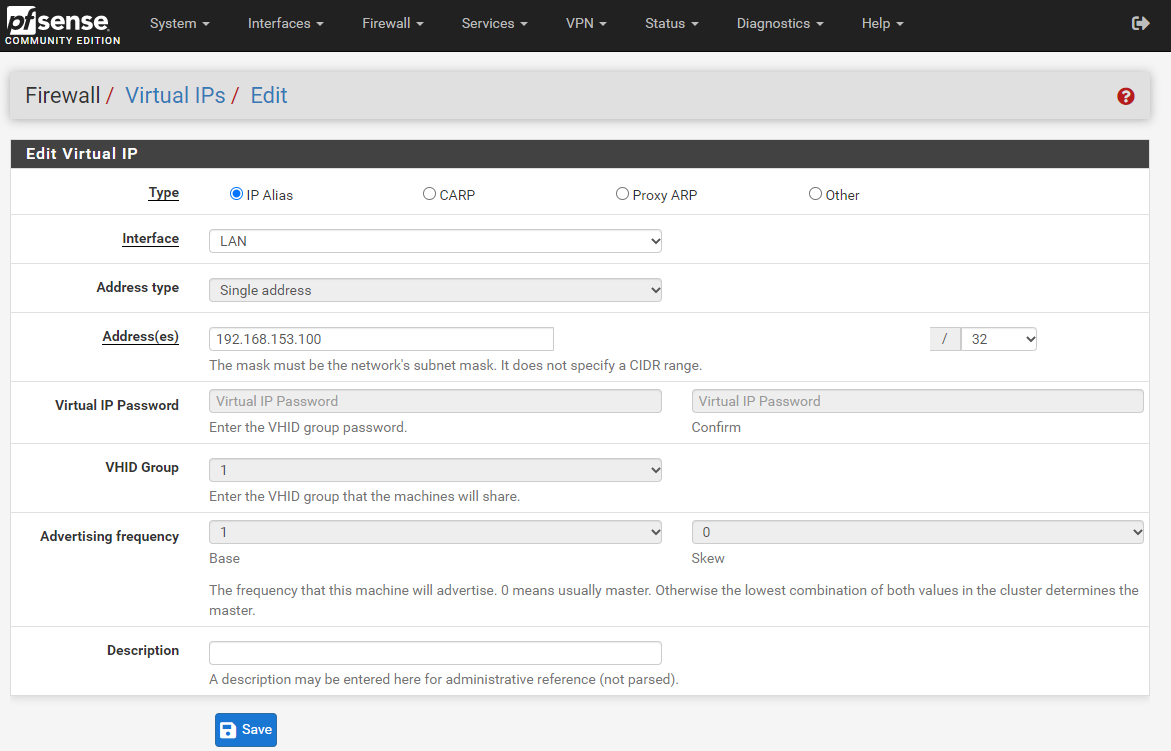 pfsense
COMMUNITY EDITION
System Interfaces Firewall Services VPN Status Diagnostics Help
Firewall / Virtual IPs / Edit
?
Edit Virtual IP
Type IP Alias CARP Proxy ARP Other
Interface LAN
Address type Single address
Address(es) 192.168.153.100 / 32
The mask must be the network's subnet mask. It does not specify a CIDR range.
Virtual IP Password Virtual IP Password Virtual IP Password
Enter the VHID group password. Confirm
VHID Group 1
Enter the VHID group that the machines will share.
Advertising frequency 1 0
Base Skew
The frequency that this machine will advertise. 0 means usually master. Otherwise the lowest combination of both values in the cluster determines the
master.
Description
A description may be entered here for administrative reference (not parsed).
Save